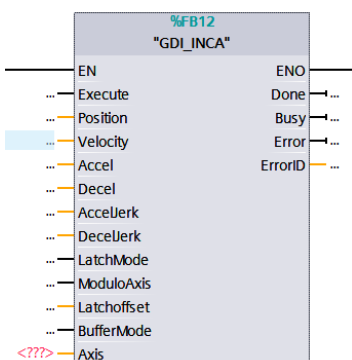 %FB12
"GDI_INCA"
EN ENO
... Execute Done ...
... Position Busy ...
... Velocity Error ...
... Accel ErrorID ...
... Decel
... AccelJerk
... DecelJerk
... LatchMode
... ModuloAxis
... Latchoffset
... BufferMode
<???> Axis